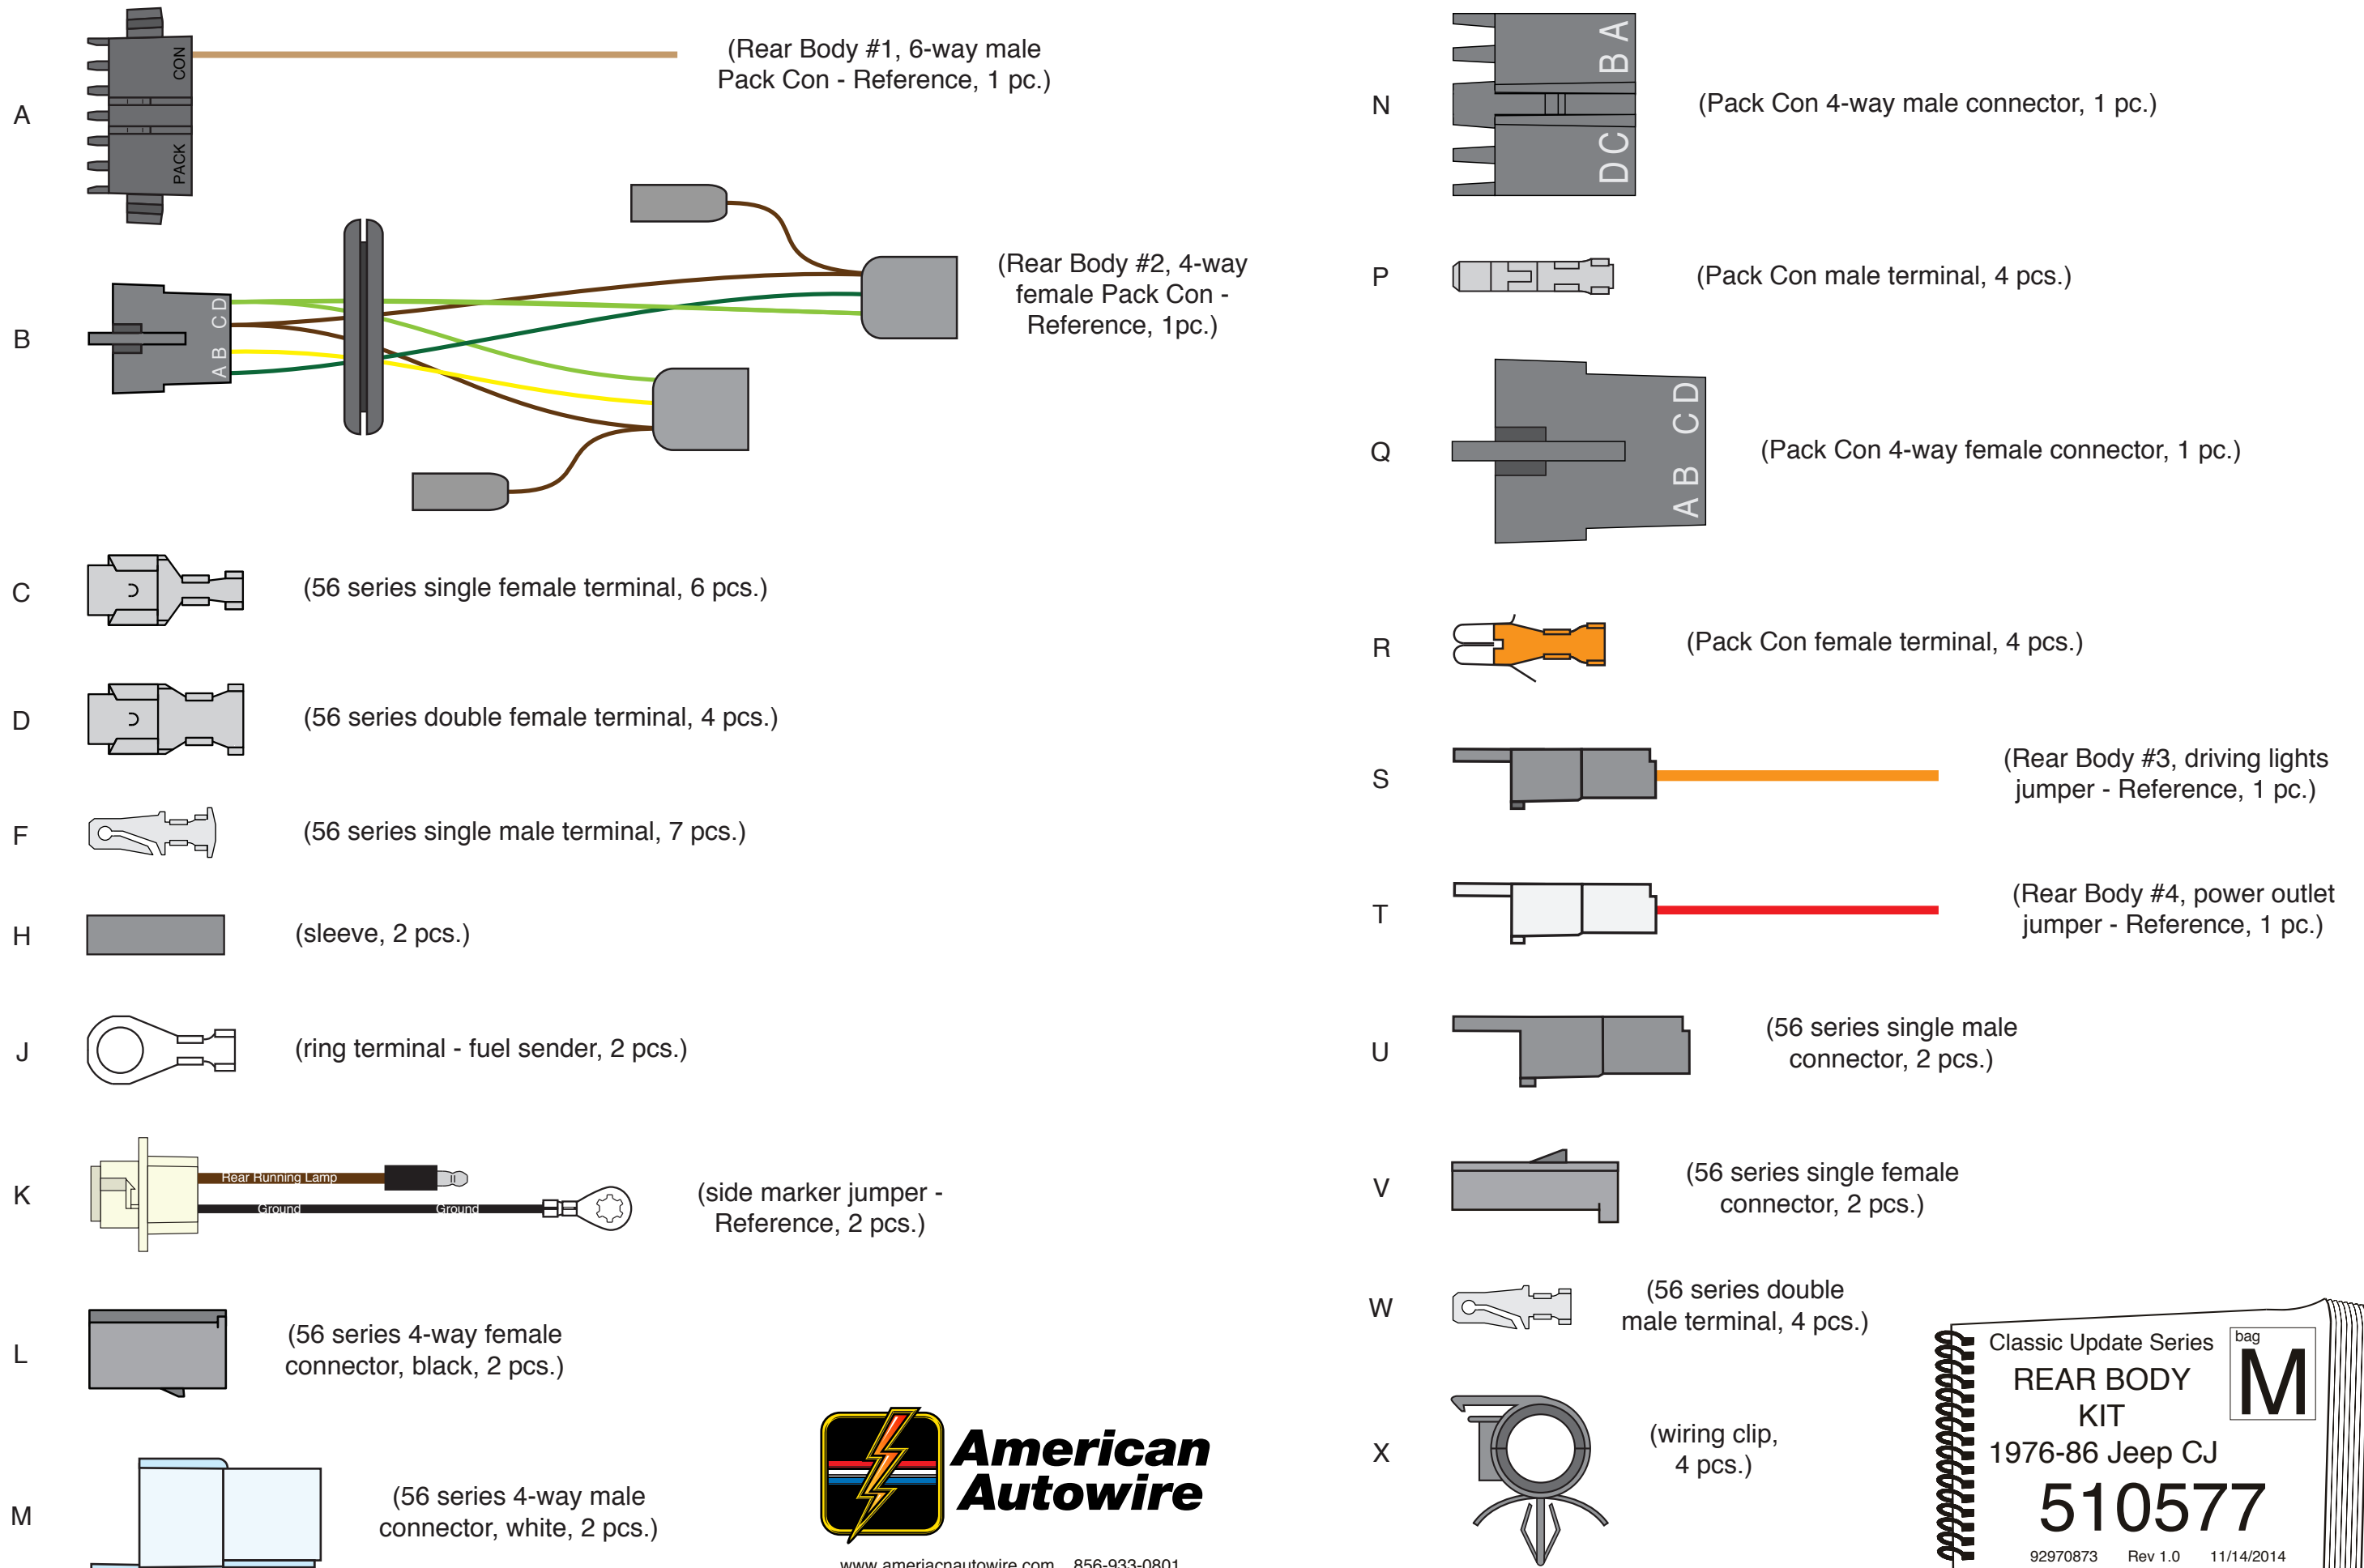 A
CON
PACK
(Rear Body #1, 6-way male
Pack Con - Reference, 1 pc.)
B
A B C D
(Rear Body #2, 4-way
female Pack Con -
Reference, 1pc.)
C
(56 series single female terminal, 6 pcs.)
D
(56 series double female terminal, 4 pcs.)
F
(56 series single male terminal, 7 pcs.)
H
(sleeve, 2 pcs.)
J
(ring terminal - fuel sender, 2 pcs.)
K
Rear Running Lamp
Ground Ground
(side marker jumper -
Reference, 2 pcs.)
L
(56 series 4-way female
connector, black, 2 pcs.)
M
(56 series 4-way male
connector, white, 2 pcs.)
American
Autowire
www.ameriacnautowire.com 856-933-0801
N
D C B A
(Pack Con 4-way male connector, 1 pc.)
P
(Pack Con male terminal, 4 pcs.)
Q
A B C D
(Pack Con 4-way female connector, 1 pc.)
R
(Pack Con female terminal, 4 pcs.)
S
(Rear Body #3, driving lights
jumper - Reference, 1 pc.)
T
(Rear Body #4, power outlet
jumper - Reference, 1 pc.)
U
(56 series single male
connector, 2 pcs.)
V
(56 series single female
connector, 2 pcs.)
W
(56 series double
male terminal, 4 pcs.)
X
(wiring clip,
4 pcs.)
Classic Update Series
REAR BODY
KIT
1976-86 Jeep CJ
510577
92970873 Rev 1.0 11/14/2014
bag
M